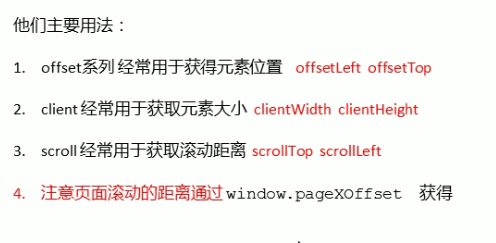 他们主要用法：
1. offset系列 经常用于获得元素位置 offsetLeft offsetTop
2. client 经常用于获取元素大小 clientWidth clientHeight
3. scroll 经常用于获取滚动距离 scrollTop scrollLeft
4. 注意页面滚动的距离通过 window.pageXOffset 获得